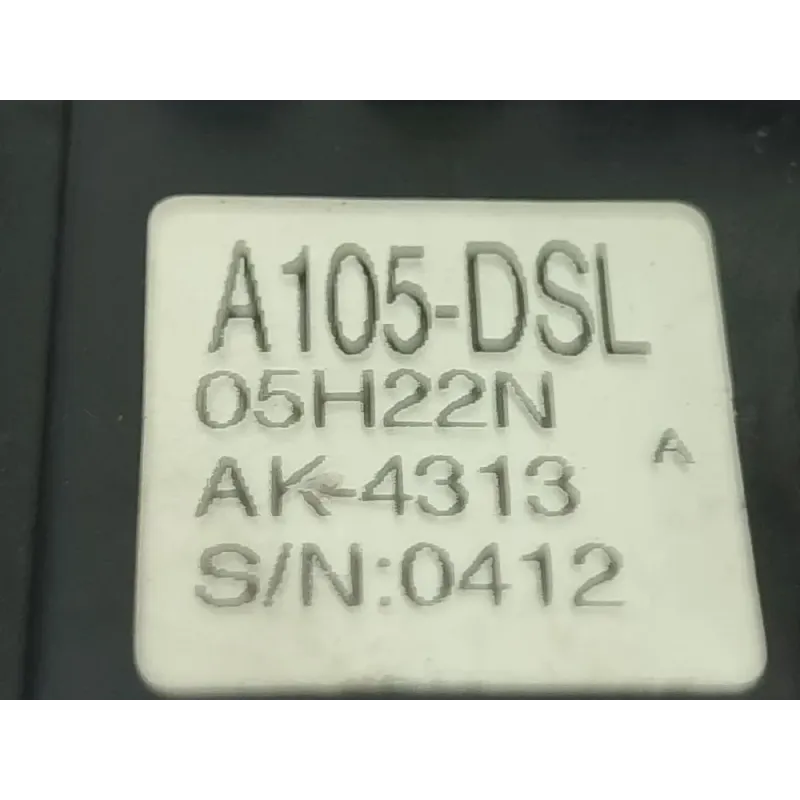 A105-DSL
05H22N
AK-4313
A
S/N:0412